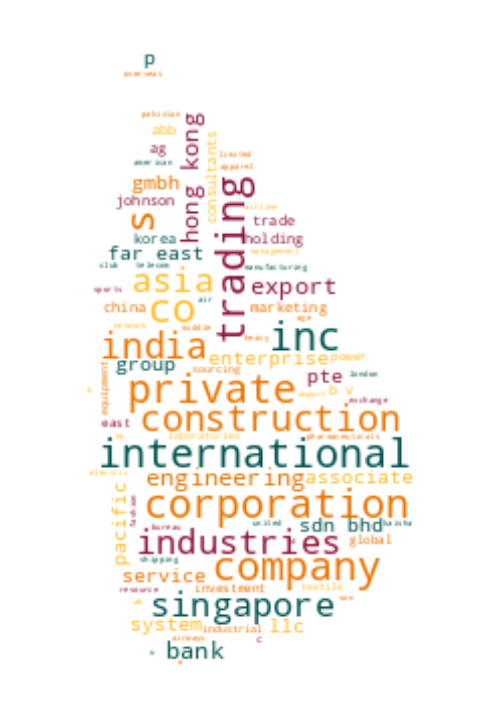 p
overseas
pakistan
abb
ag
american
hong kong
consultants
limited
apparel
gmbh
johnson
s
trading
airline
trade
korea
holding
far east
management
club
telecom
manufacturing
sports
asia
air
export
china
co
marketing
age
network
middle
inc
india
heavy
enterprise
power
group
sourcing
pte
london
equipment
private
import
b v
exchange
east
construction
laboratories
pharmaceuticals
international
electric
engineering
associate
pacific
fashion
corporation
bureau
united
sdn bhd
kaisha
industries
global
shipping
company
service
resource
investment
textile
singapore
system
industrial
llc
airways
c
bank